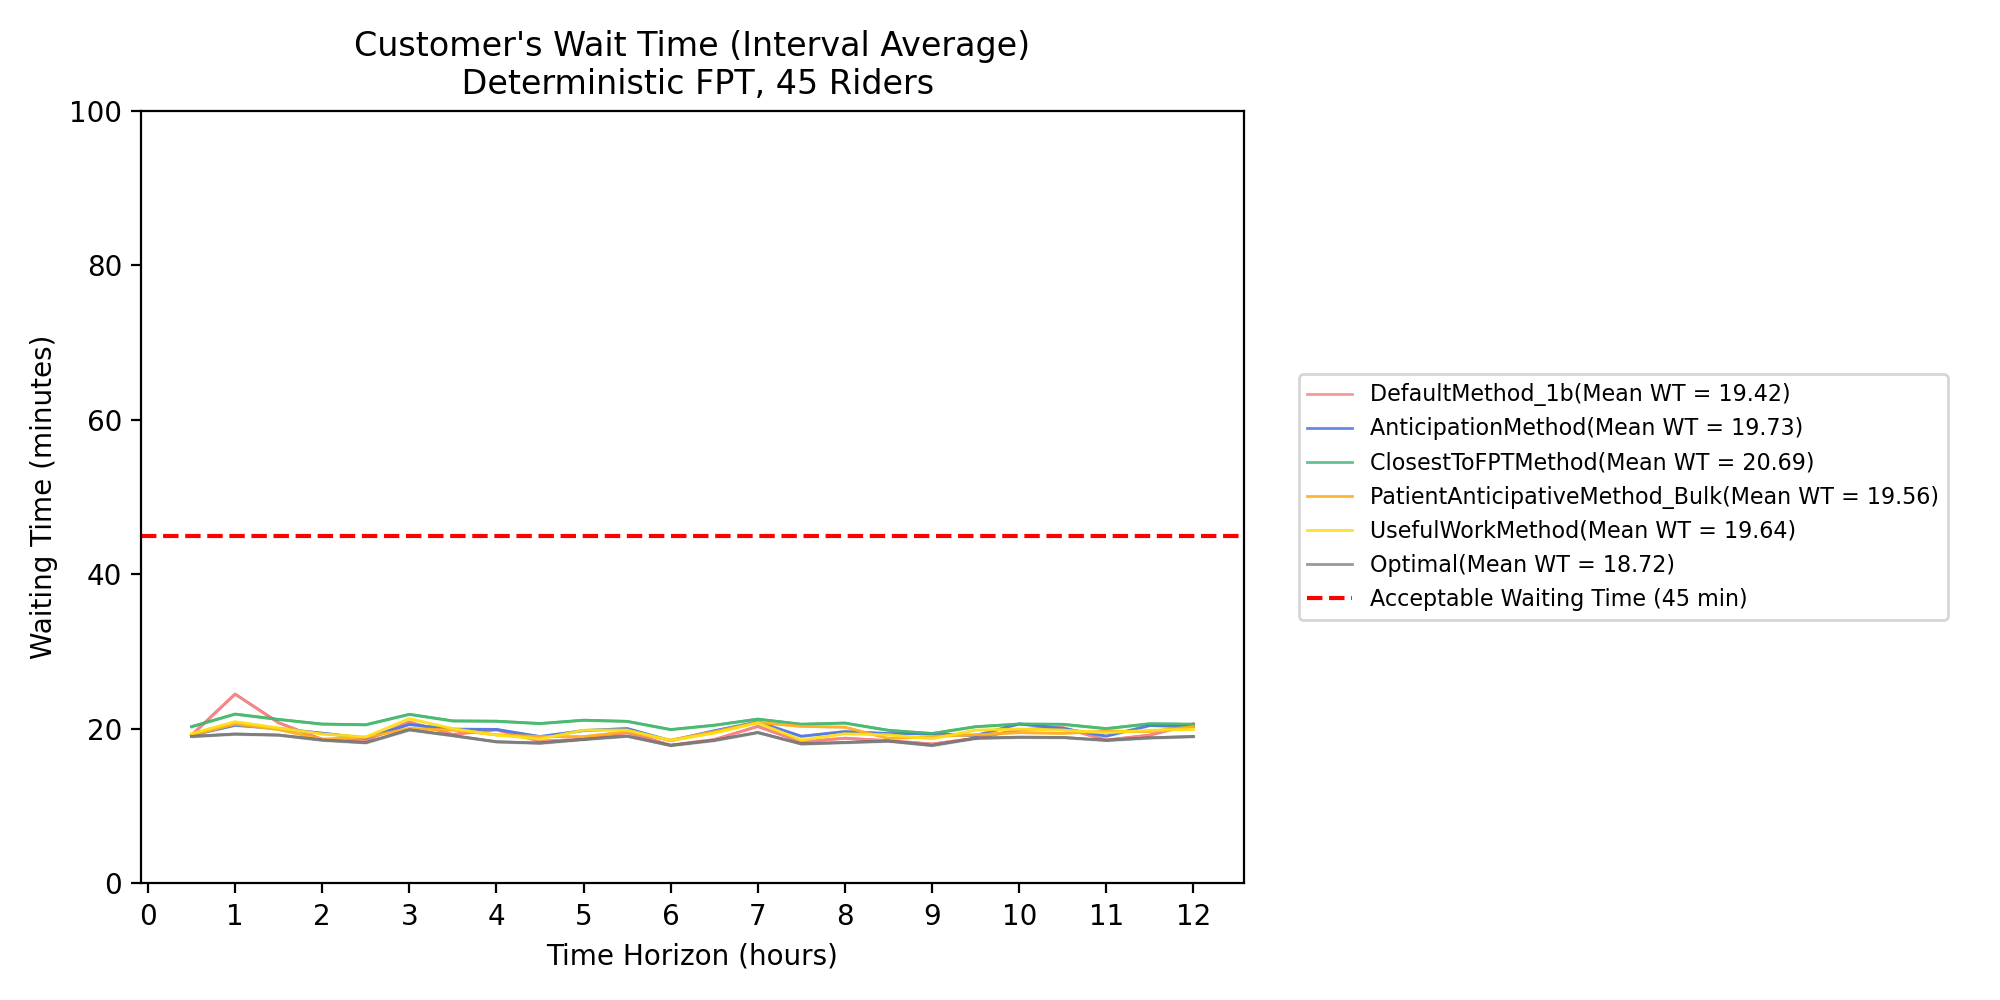 Customer's Wait Time (Interval Average)
Deterministic FPT, 45 Riders
100
80
60
40
20
0
Waiting Time (minutes)
0 1 2 3 4 5 6 7 8 9 10 11 12
Time Horizon (hours)
DefaultMethod_1b(Mean WT = 19.42)
AnticipationMethod(Mean WT = 19.73)
ClosestToFPTMethod(Mean WT = 20.69)
PatientAnticipativeMethod_Bulk(Mean WT = 19.56)
UsefulWorkMethod(Mean WT = 19.64)
Optimal(Mean WT = 18.72)
Acceptable Waiting Time (45 min)